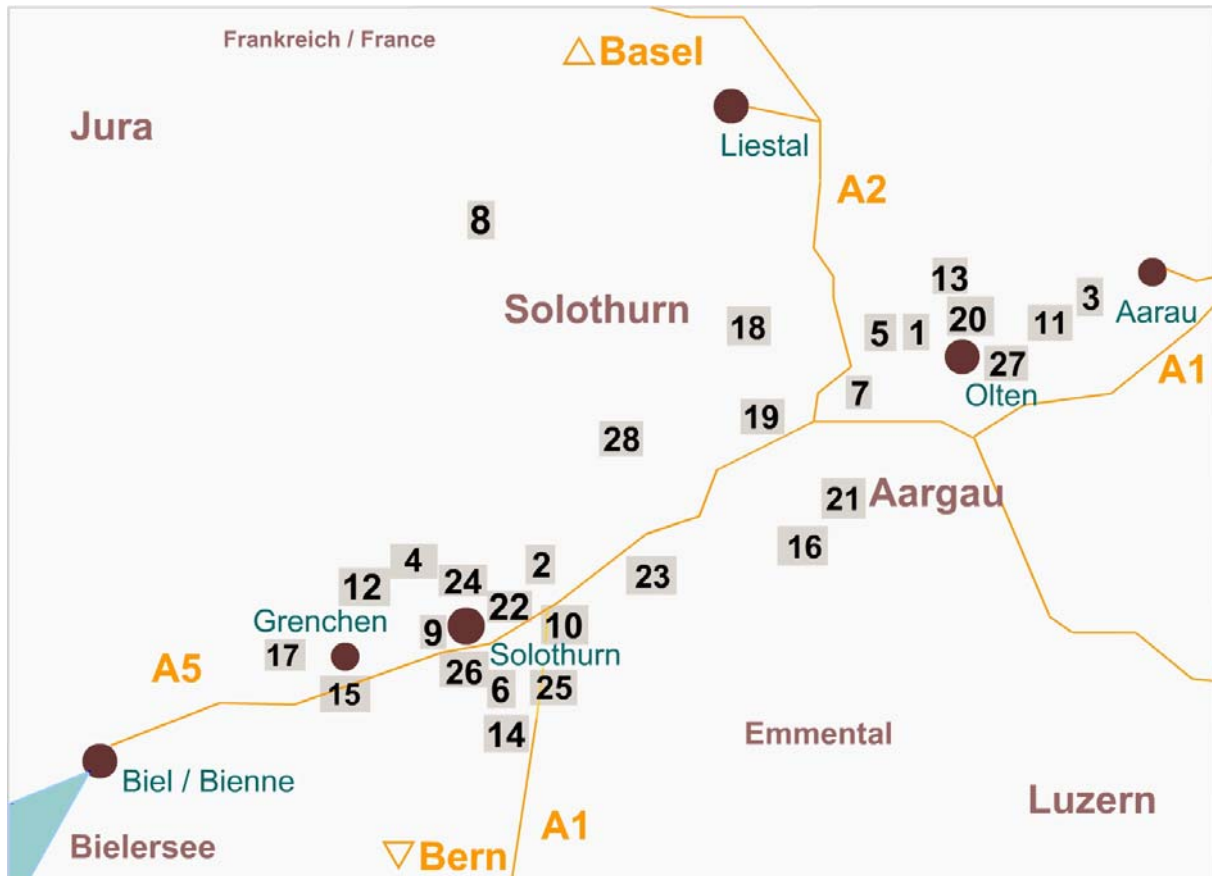 Frankreich / France
△Basel
Jura
Liestal
A2
8
13
3
Aarau
Solothurn
18
5
1
20
11
27
A1
Olten
7
19
28
21
Aargau
16
4
2
12
24
23
22
Grenchen
9
10
17
Solothurn
A5
15
26
6
25
14
Emmental
Biel / Bienne
Luzern
A1
Bielersee
▽Bern